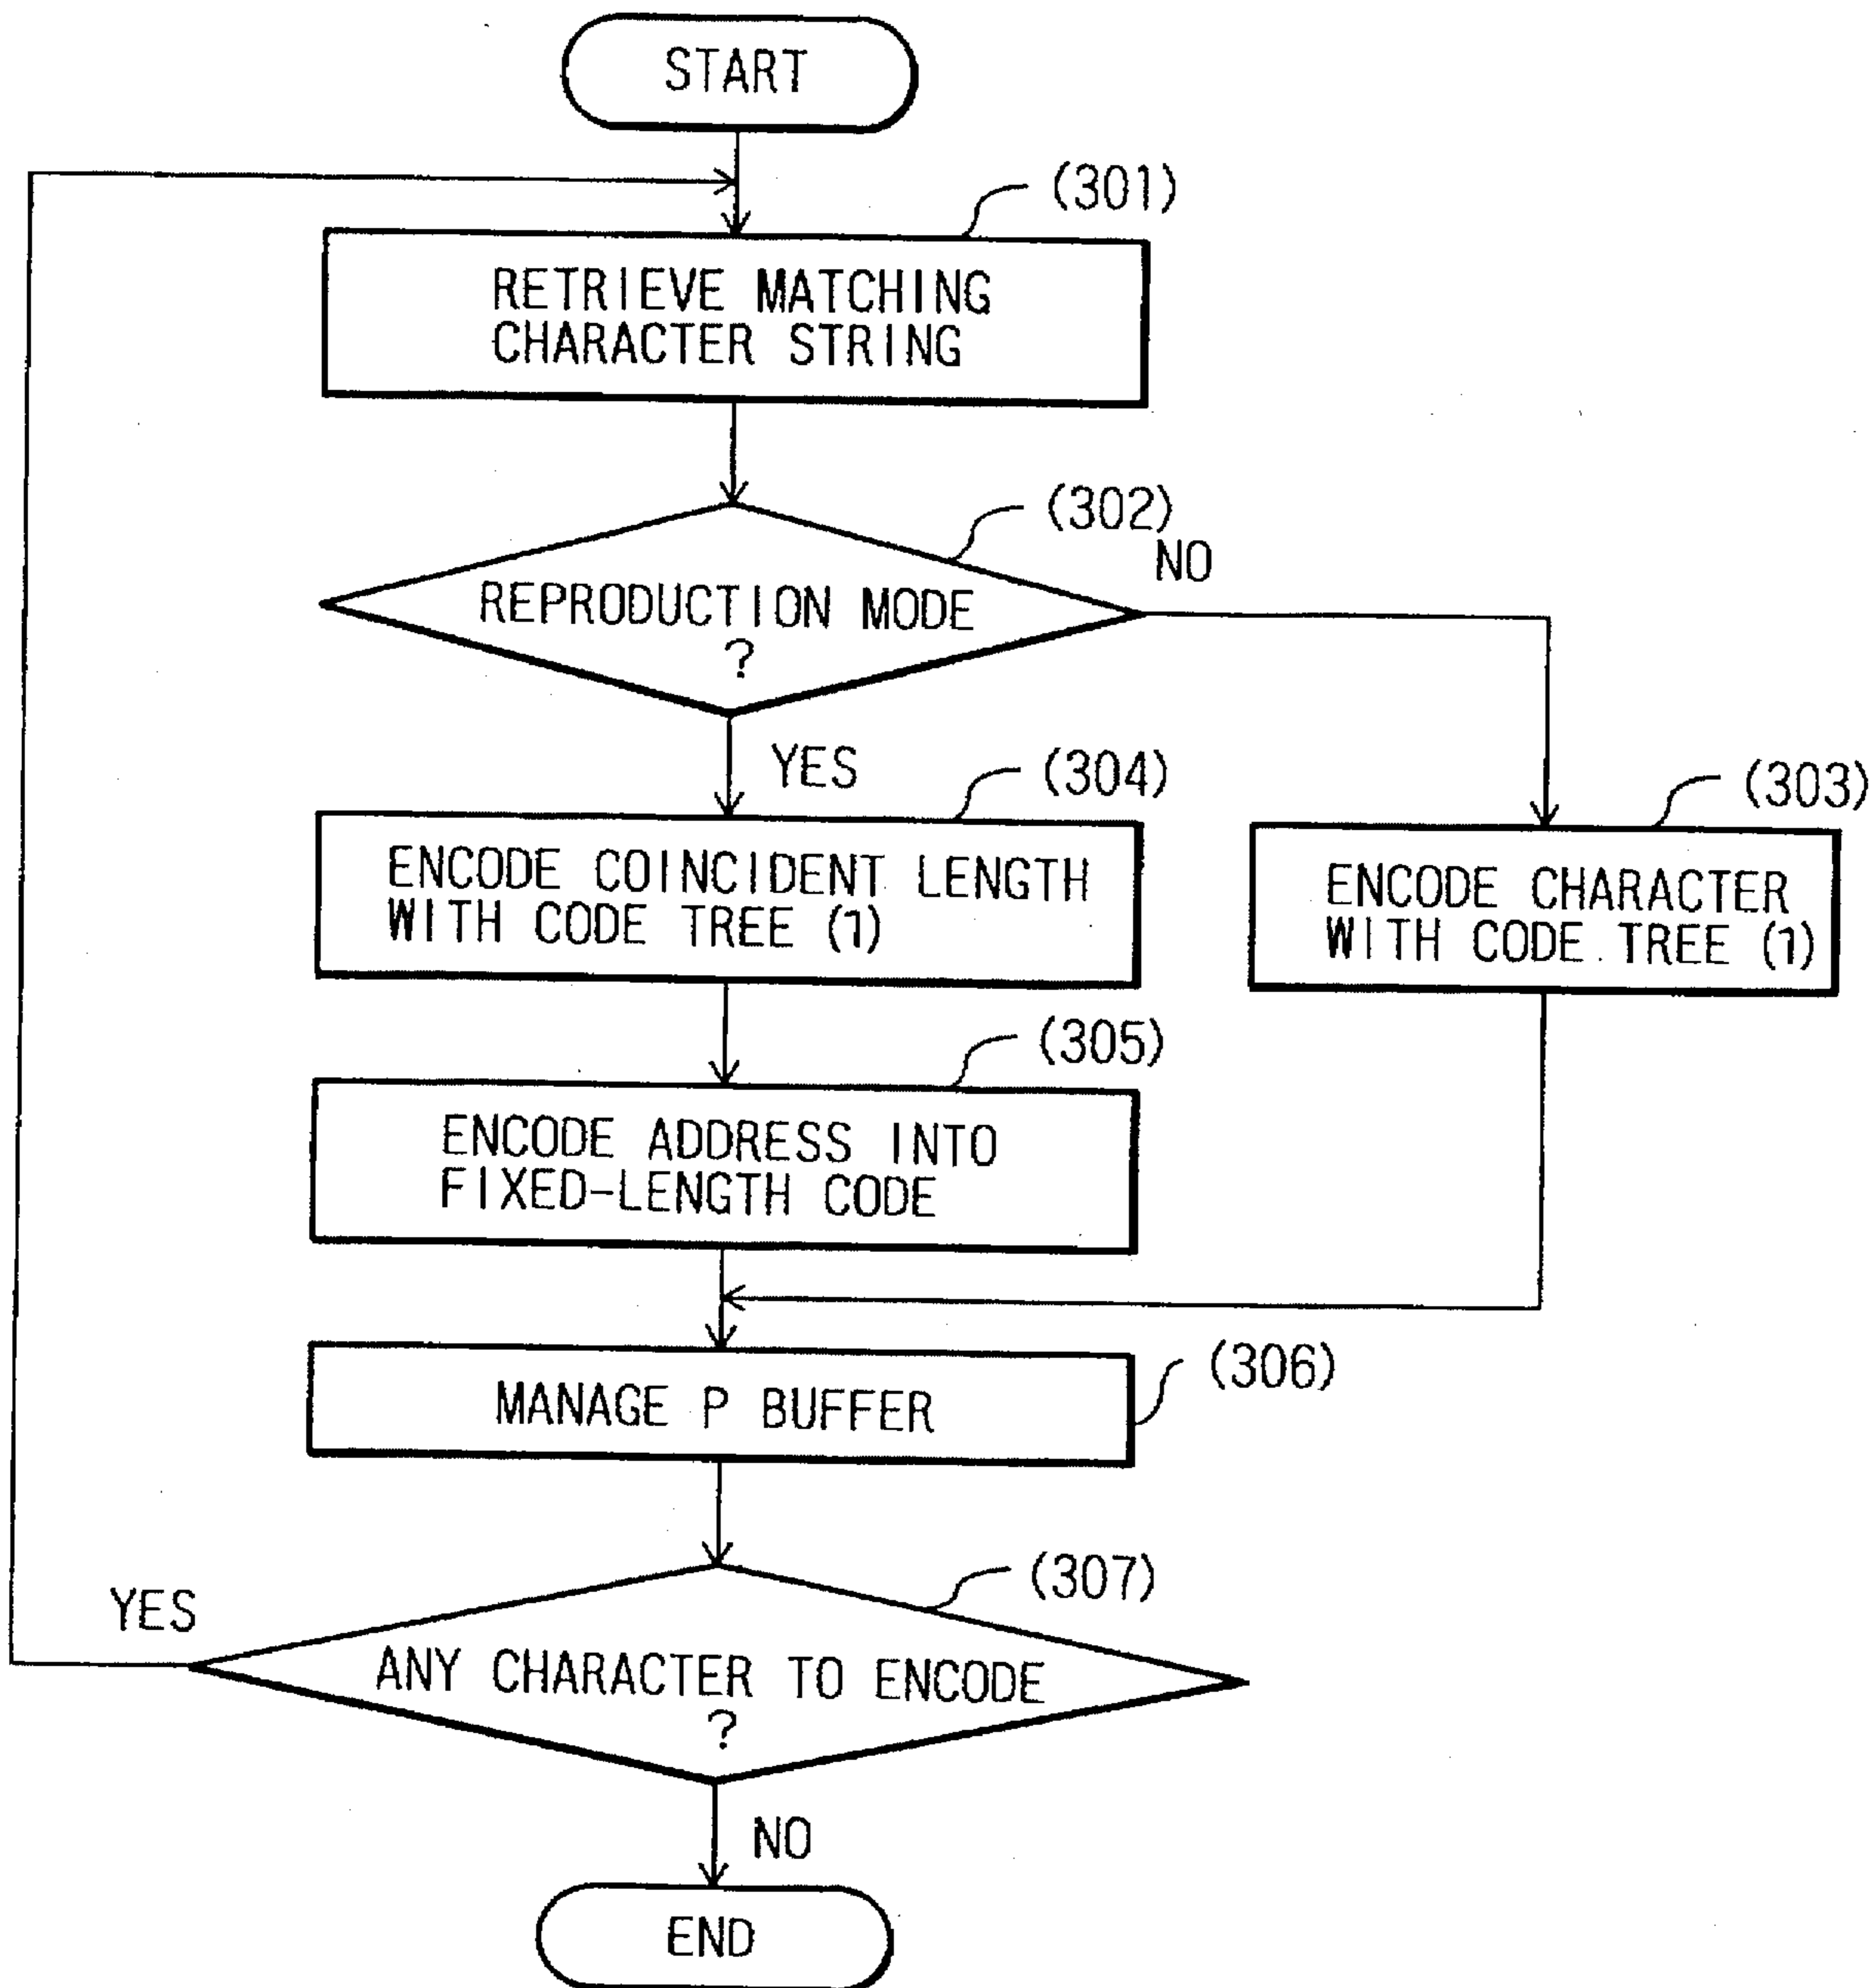 START
(301)
RETRIEVE MATCHING
CHARACTER STRING
(302)
NO
REPRODUCTION MODE
?
YES
(304)
(303)
ENCODE COINCIDENT LENGTH
WITH CODE TREE (1)
ENCODE CHARACTER
WITH CODE TREE (1)
(305)
ENCODE ADDRESS INTO
FIXED-LENGTH CODE
(306)
MANAGE P BUFFER
(307)
YES
ANY CHARACTER TO ENCODE
?
NO
END